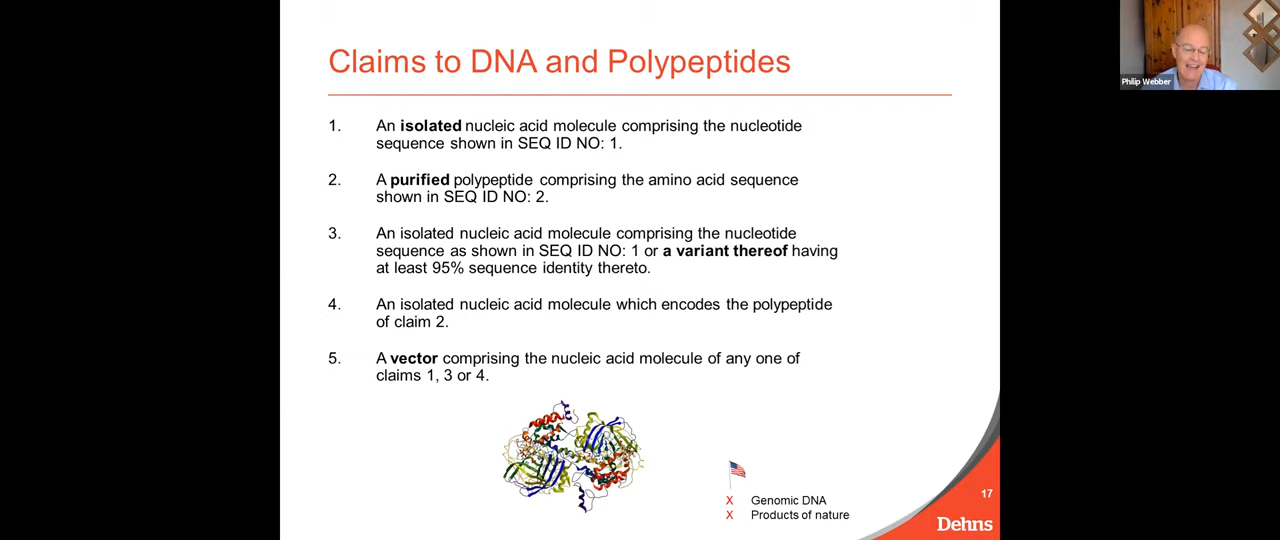 Claims to DNA and Polypeptides
Philip Webber
1. An isolated nucleic acid molecule comprising the nucleotide
sequence shown in SEQ ID NO: 1.
2. A purified polypeptide comprising the amino acid sequence
shown in SEQ ID NO: 2.
3. An isolated nucleic acid molecule comprising the nucleotide
sequence as shown in SEQ ID NO: 1 or a variant thereof having
at least 95% sequence identity thereto.
4. An isolated nucleic acid molecule which encodes the polypeptide
of claim 2.
5. A vector comprising the nucleic acid molecule of any one of
claims 1, 3 or 4.
X Genomic DNA
X Products of nature
17
Dehns